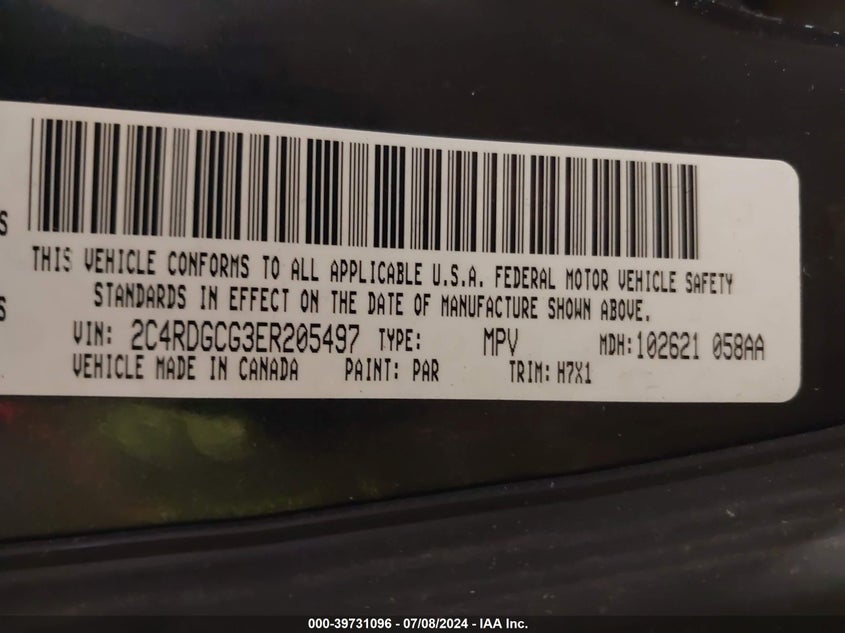 S
THIS VEHICLE CONFORMS TO ALL APPLICABLE U.S.A. FEDERAL MOTOR VEHICLE SAFETY
S
STANDARDS IN EFFECT ON THE DATE OF MANUFACTURE SHOWN ABOVE.
VIN: 2C4RDGCG3ER205497 TYPE: MPV MDH: 102621 058AA
VEHICLE MADE IN CANADA PAINT: PAR TRIM: H7X1
000-39731096 - 07/08/2024 - IAA Inc.